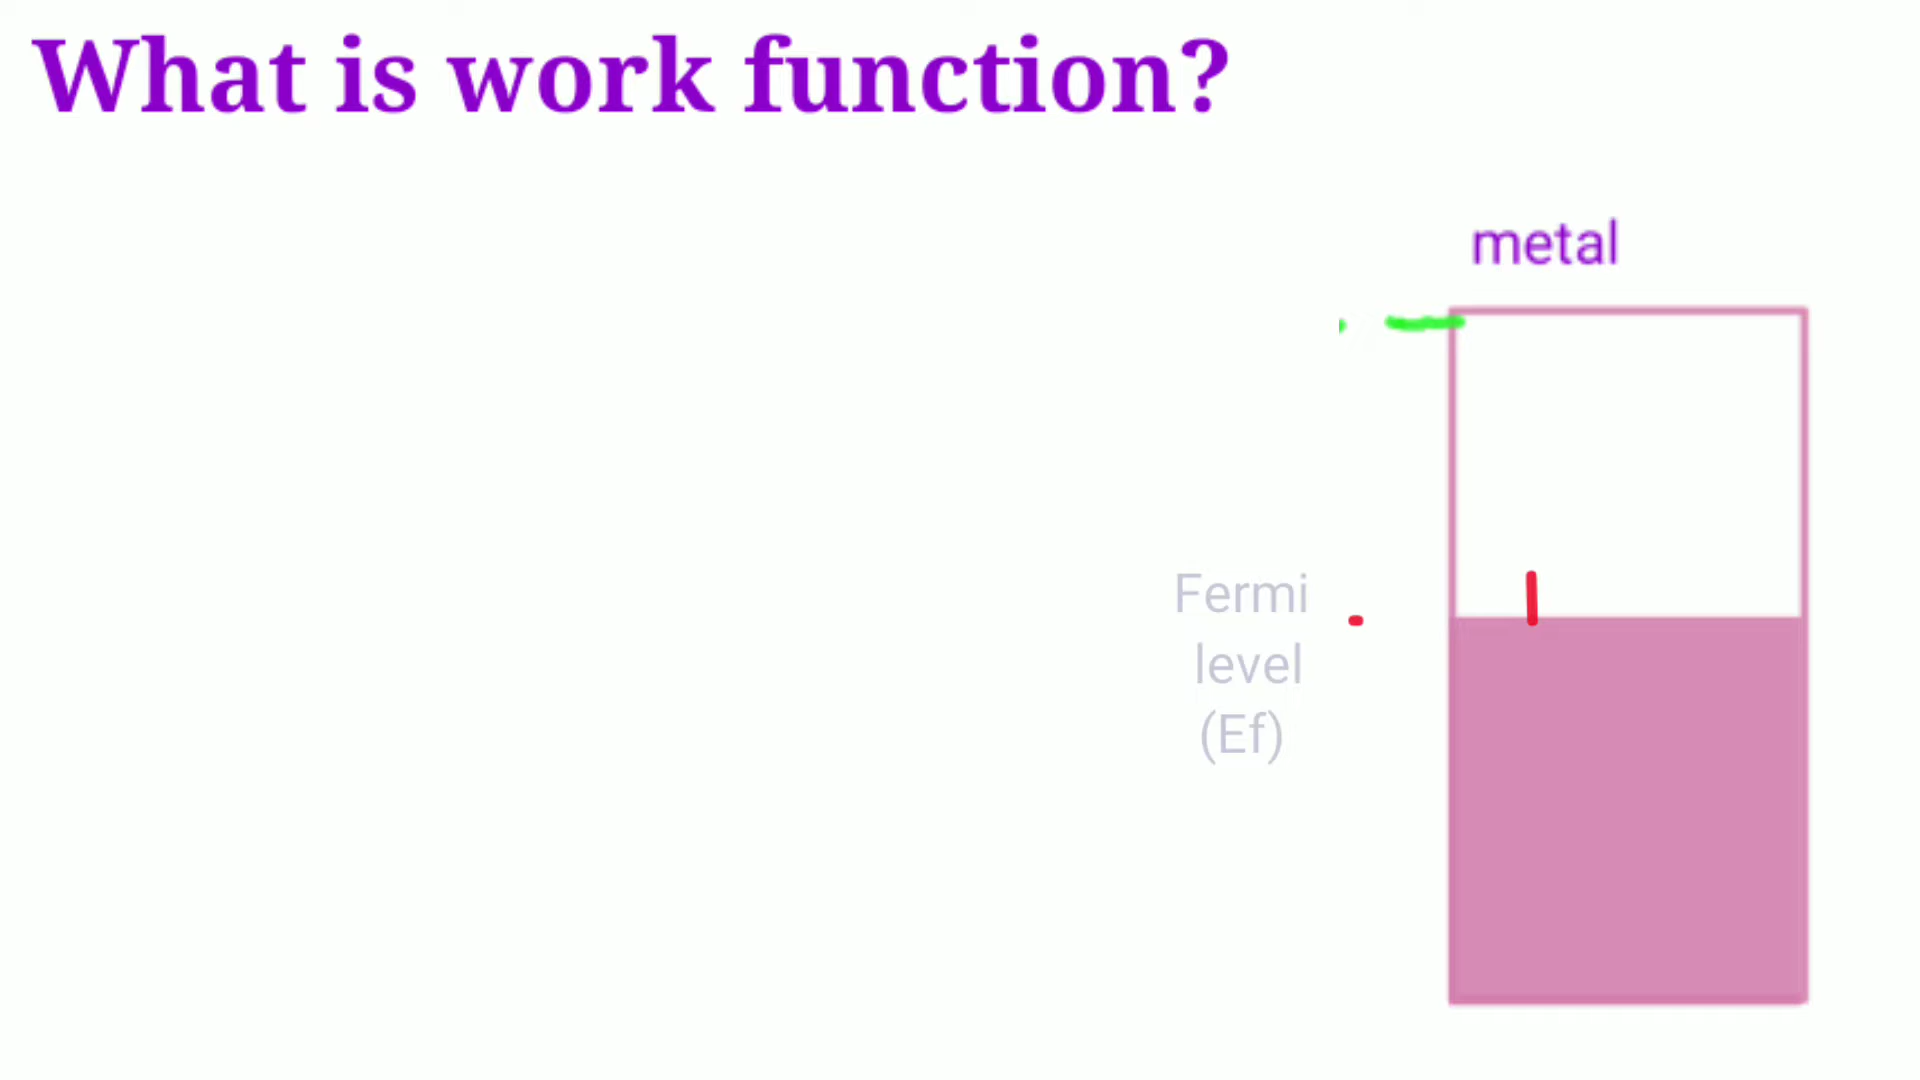 What is work function?
metal
Fermi
level
(Ef)